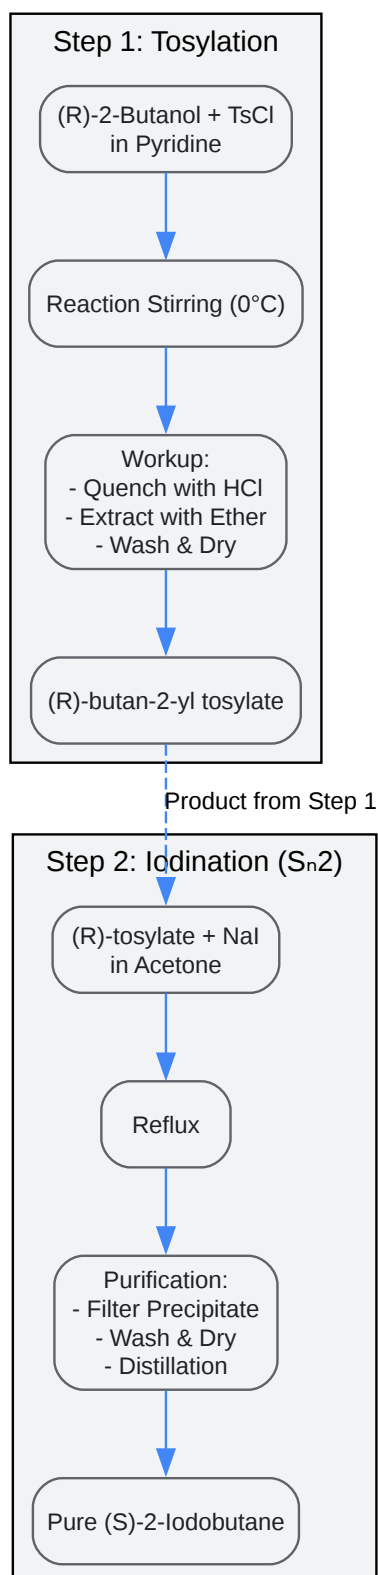 Step 1: Tosylation
(R)-2-Butanol + TsCl
in Pyridine
Reaction Stirring (0°C)
Workup:
- Quench with HCl
- Extract with Ether
- Wash & Dry
(R)-butan-2-yl tosylate
Product from Step 1
Step 2: Iodination (Sₙ2)
(R)-tosylate + NaI
in Acetone
Reflux
Purification:
- Filter Precipitate
- Wash & Dry
- Distillation
Pure (S)-2-Iodobutane